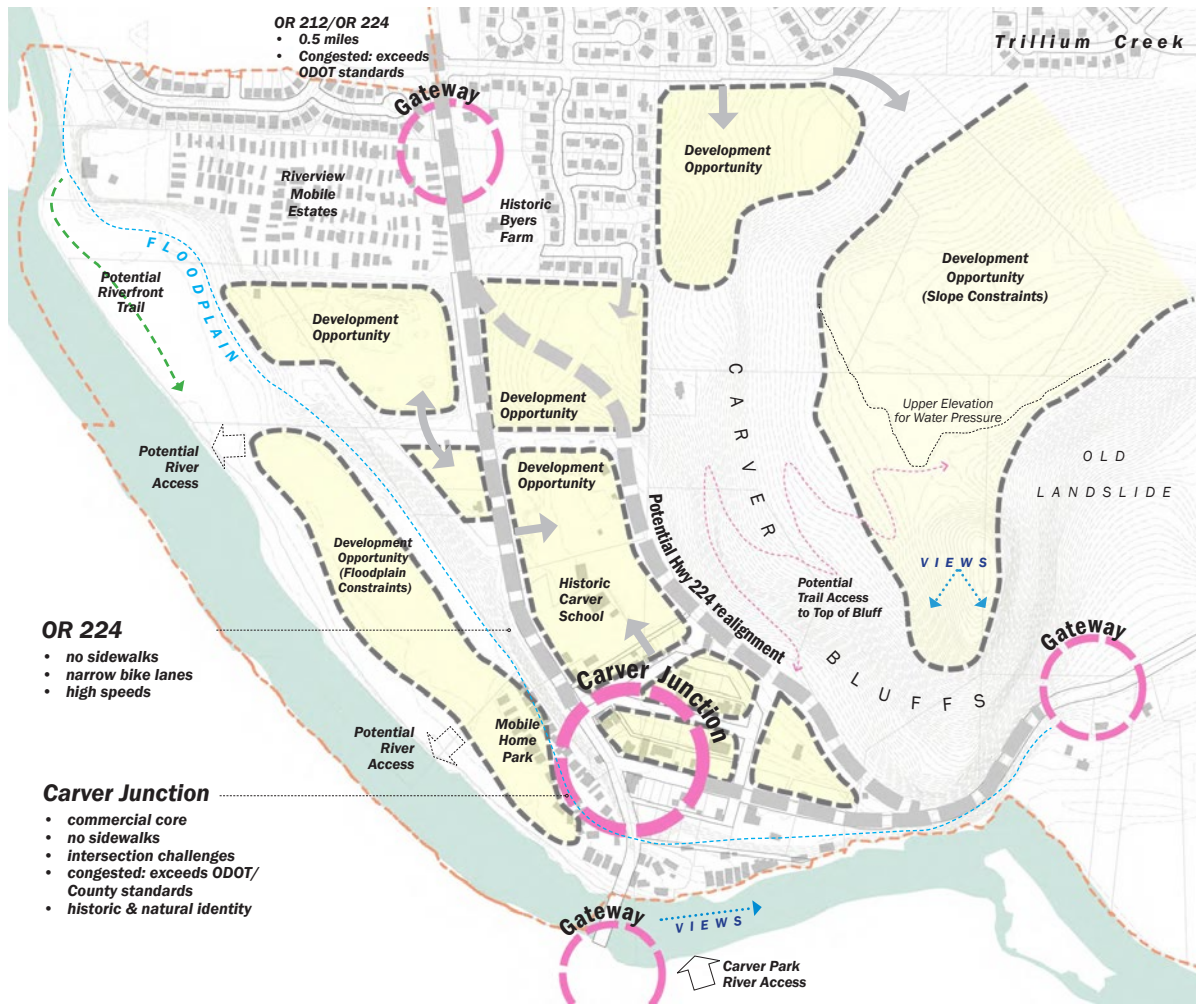 OR 212/OR 224
• 0.5 miles
• Congested: exceeds
ODOT standards
Trillium Creek
Gateway
Development
Opportunity
Riverview
Mobile
Estates
Historic
Byers
Farm
FLOODPLAIN
Potential
Riverfront
Trail
Development
Opportunity
(Slope Constraints)
Development
Opportunity
Development
Opportunity
Upper Elevation
for Water Pressure
CARVER BLUFFS
OLD
LANDSLIDE
Potential
River
Access
Development
Opportunity
Potential Hwy 224 realignment
Development
Opportunity
(Floodplain
Constraints)
Historic
Carver
School
VIEWS
Potential
Trail Access
to Top of Bluff
OR 224
• no sidewalks
• narrow bike lanes
• high speeds
Gateway
Carver Junction
Mobile
Home
Park
Potential
River
Access
Carver Junction
• commercial core
• no sidewalks
• intersection challenges
• congested: exceeds ODOT/
County standards
• historic & natural identity
Gateway
VIEWS
Carver Park
River Access